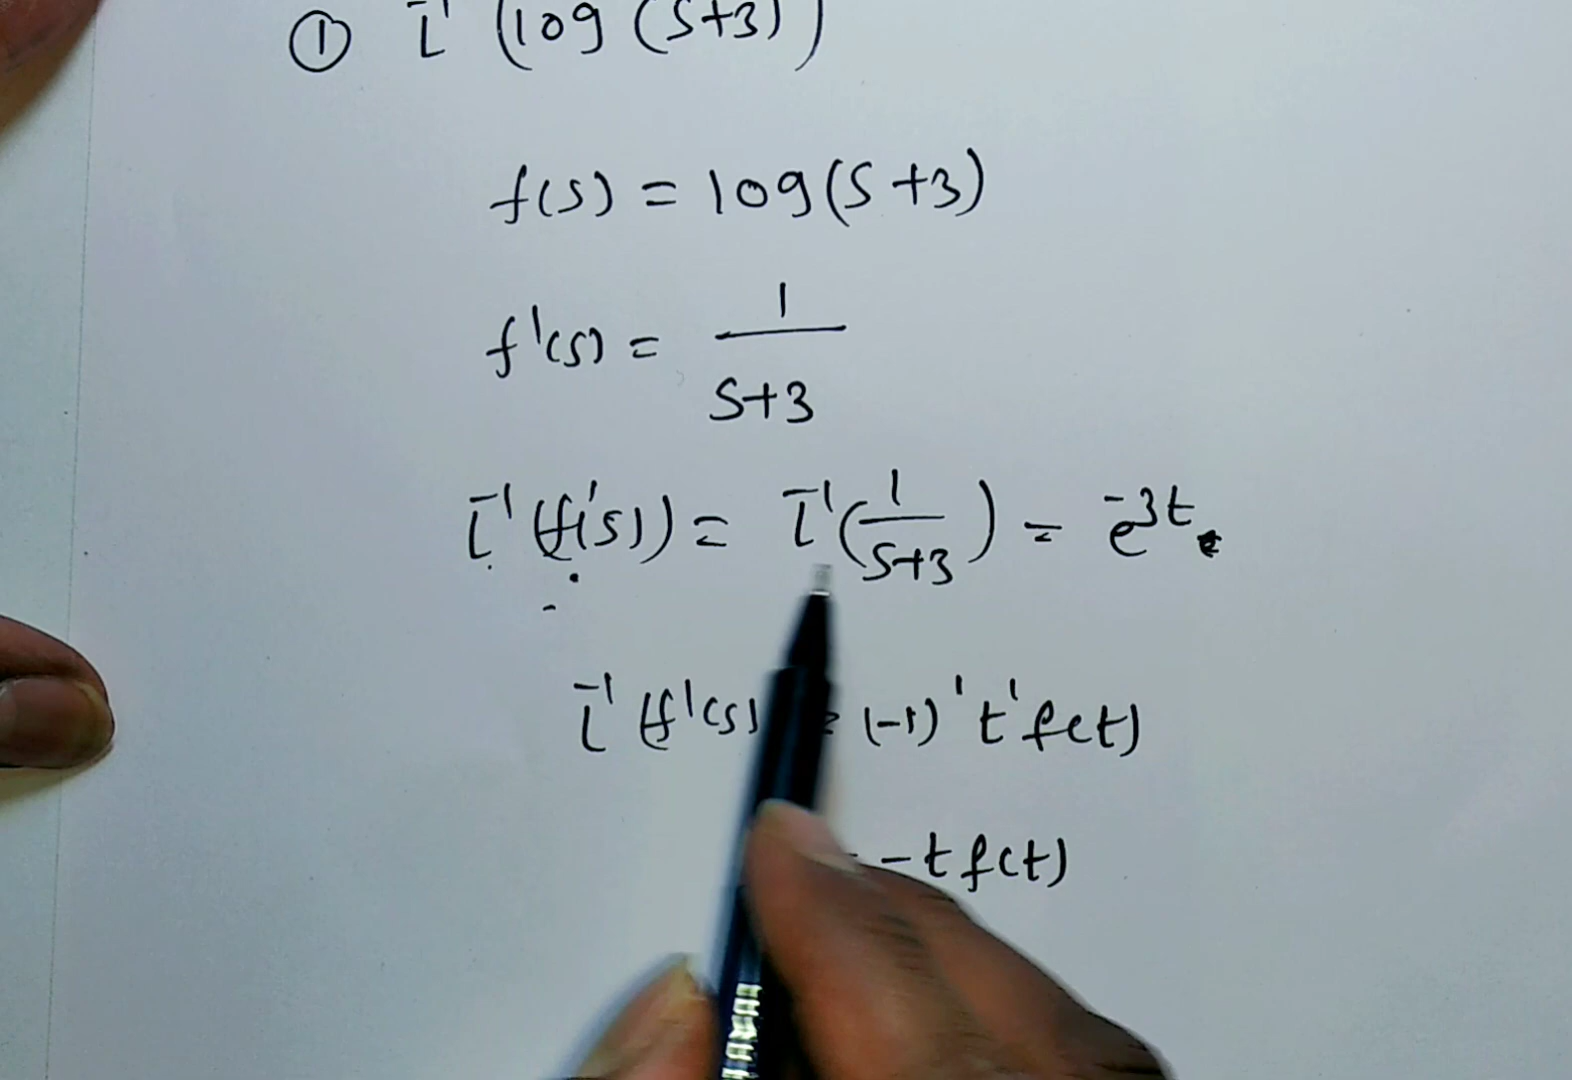 ① L⁻¹ (log (S+3))
f(s) = log(S+3)
f'(s) = 1/(S+3)
L⁻¹(f'(s)) = L⁻¹(1/(S+3)) = e⁻³ᵗ
L⁻¹(f'(s) = (-1)¹ t¹ f(t)
= -t f(t)